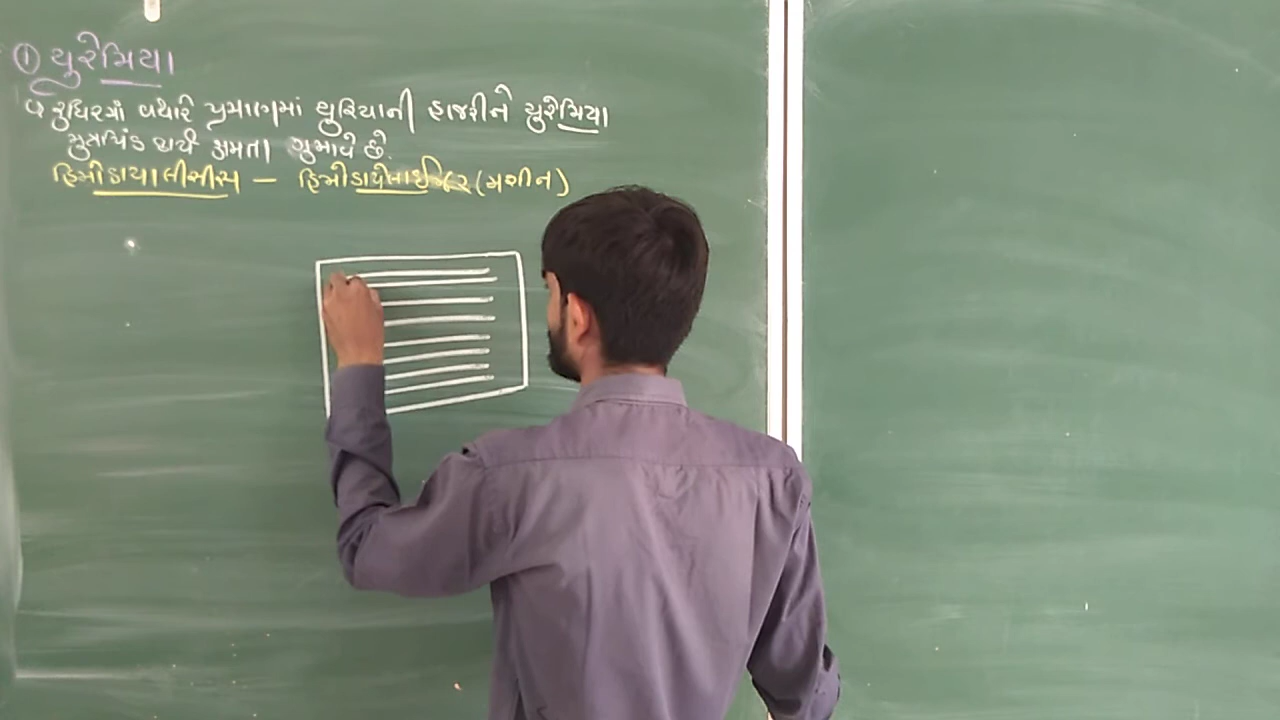 ① યુરેમિયા
↳ રુધિરમાં વધારે પ્રમાણમાં યુરિયાની હાજરીને યુરેમિયા
મુત્રપિંડ કાર્ય ક્ષમતા ગુમાવે છે.
હિમોડાયાલીસીસ – હિમોડાયેલાઈઝર (મશીન)